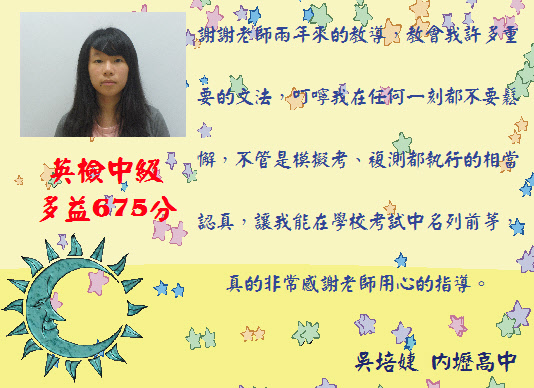 謝謝老師兩年來的教導，教會我許多重
要的文法，叮嚀我在任何一刻都不要鬆
懈，不管是模擬考、複測都執行的相當
認真，讓我能在學校考試中名列前茅
真的非常感謝老師用心的指導。
英檢中級
多益675分
吳培婕 內壢高中